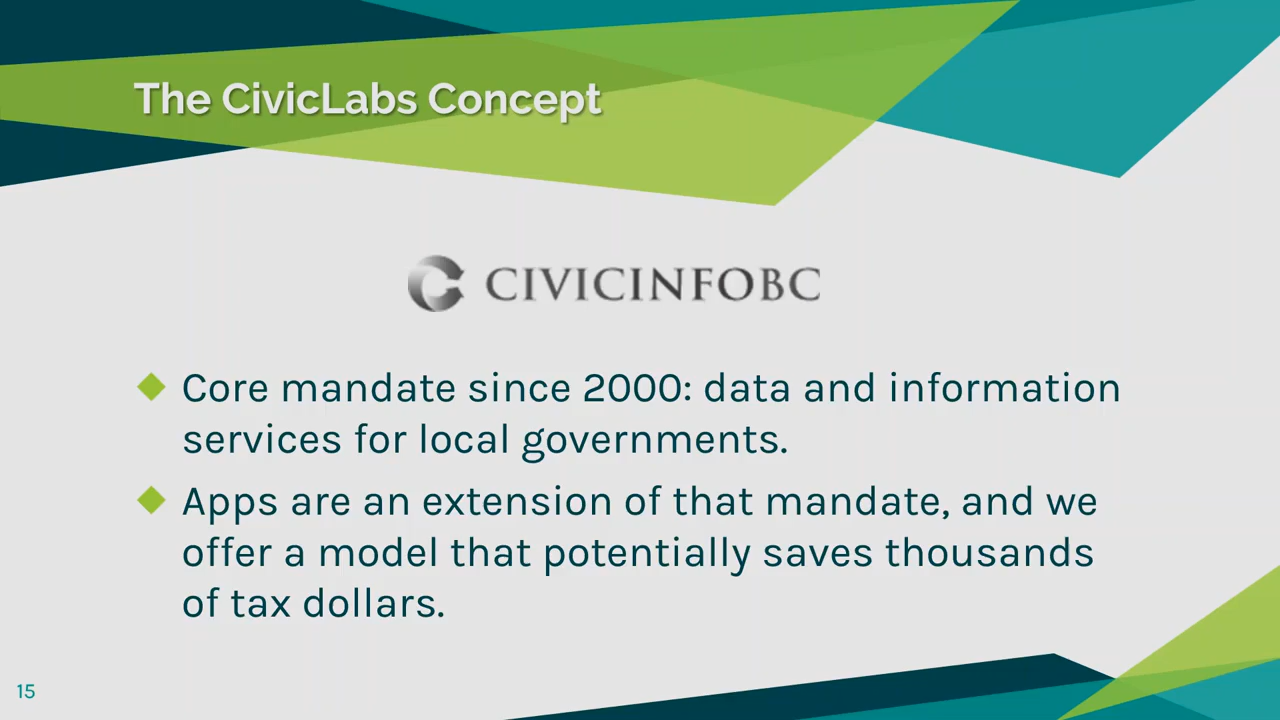 The CivicLabs Concept
CIVICINFOBC
Core mandate since 2000: data and information
services for local governments.
Apps are an extension of that mandate, and we
offer a model that potentially saves thousands
of tax dollars.
15